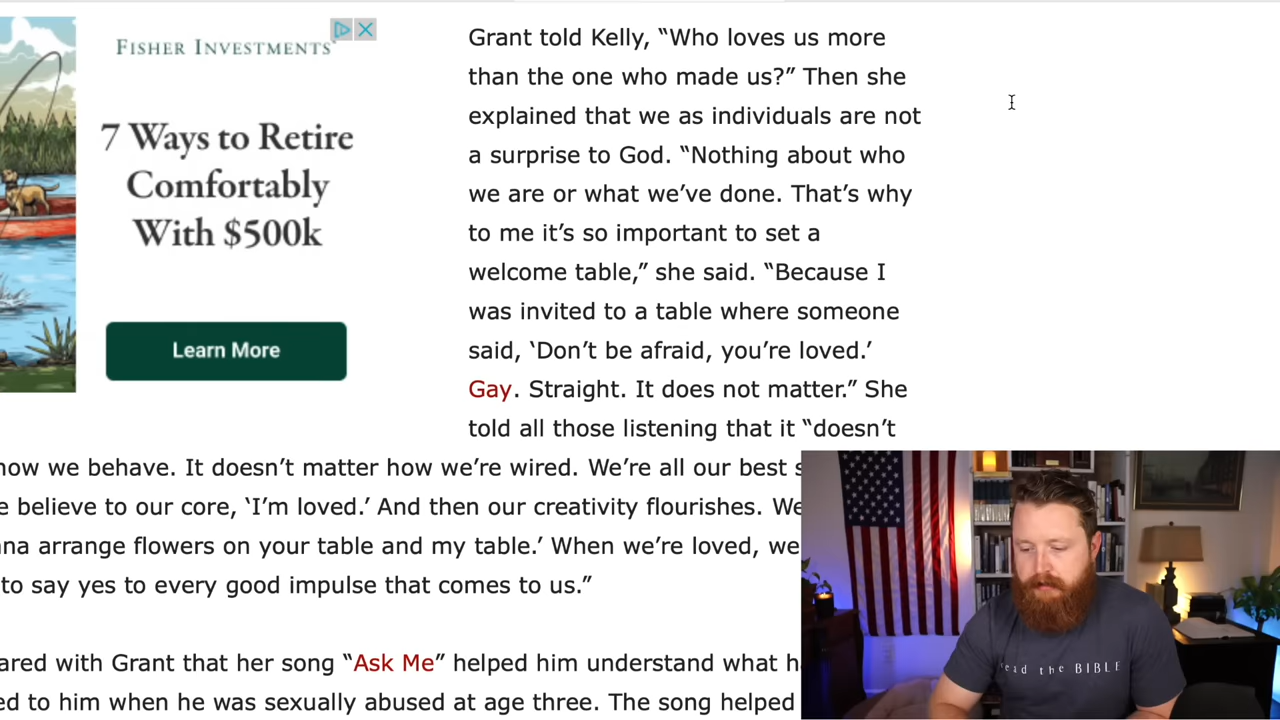 FISHER INVESTMENTS
7 Ways to Retire
Comfortably
With $500k
Learn More
Grant told Kelly, “Who loves us more
than the one who made us?” Then she
explained that we as individuals are not
a surprise to God. “Nothing about who
we are or what we’ve done. That’s why
to me it’s so important to set a
welcome table,” she said. “Because I
was invited to a table where someone
said, ‘Don’t be afraid, you’re loved.’
Gay. Straight. It does not matter.” She
told all those listening that it “doesn’t
how we behave. It doesn’t matter how we’re wired. We’re all our best
believe to our core, ‘I’m loved.’ And then our creativity flourishes.
arrange flowers on your table and my table.’ When we’re loved, we
to say yes to every good impulse that comes to us.”
with Grant that her song “Ask Me” helped him understand what
to him when he was sexually abused at age three. The song helped
read the BIBLE